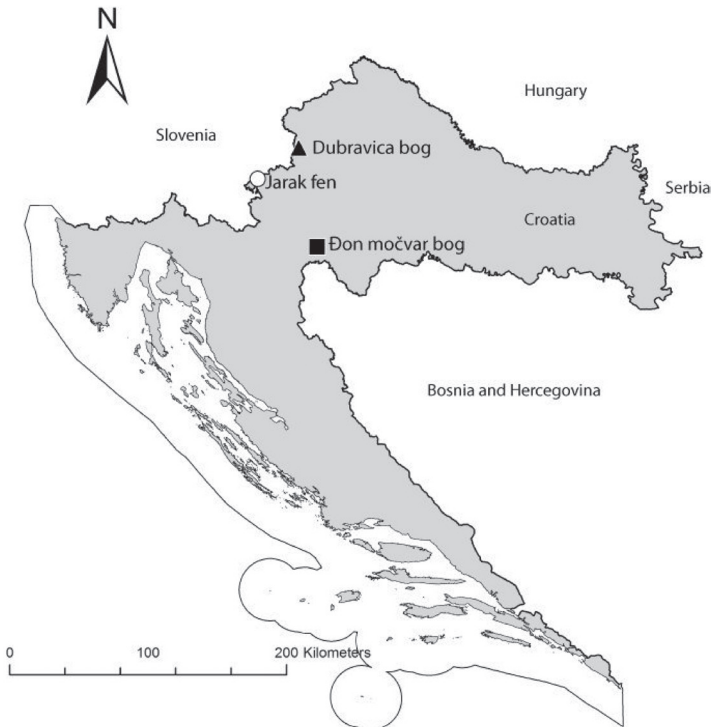 N
Hungary
Slovenia
Dubravica bog
Jarak fen
Serbia
Croatia
Đon močvar bog
Bosnia and Hercegovina
0 100 200 Kilometers